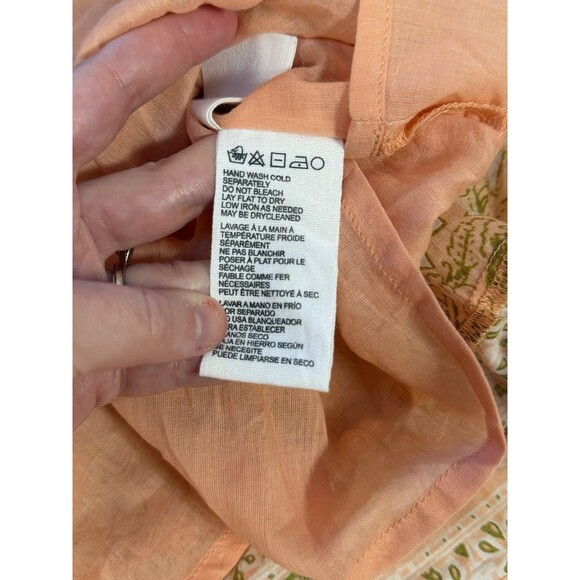 HAND WASH COLD
SEPARATELY
DO NOT BLEACH
LAY FLAT TO DRY
LOW IRON AS NEEDED
MAY BE DRYCLEANED
LAVAGE À LA MAIN À
TEMPÉRATURE FROIDE
SÉPARÉMENT
NE PAS BLANCHIR
POSER À PLAT POUR LE
SÉCHAGE
FAIBLE COMME FER
NÉCESSAIRES
PEUT ÊTRE NETTOYÉ À SEC
LAVAR A MANO EN FRÍO
POR SEPARADO
USA BLANQUEADOR
ESTABLECER
SECO
EN HIERRO SEGÚN
NECESITE
PUEDE LIMPIARSE EN SECO